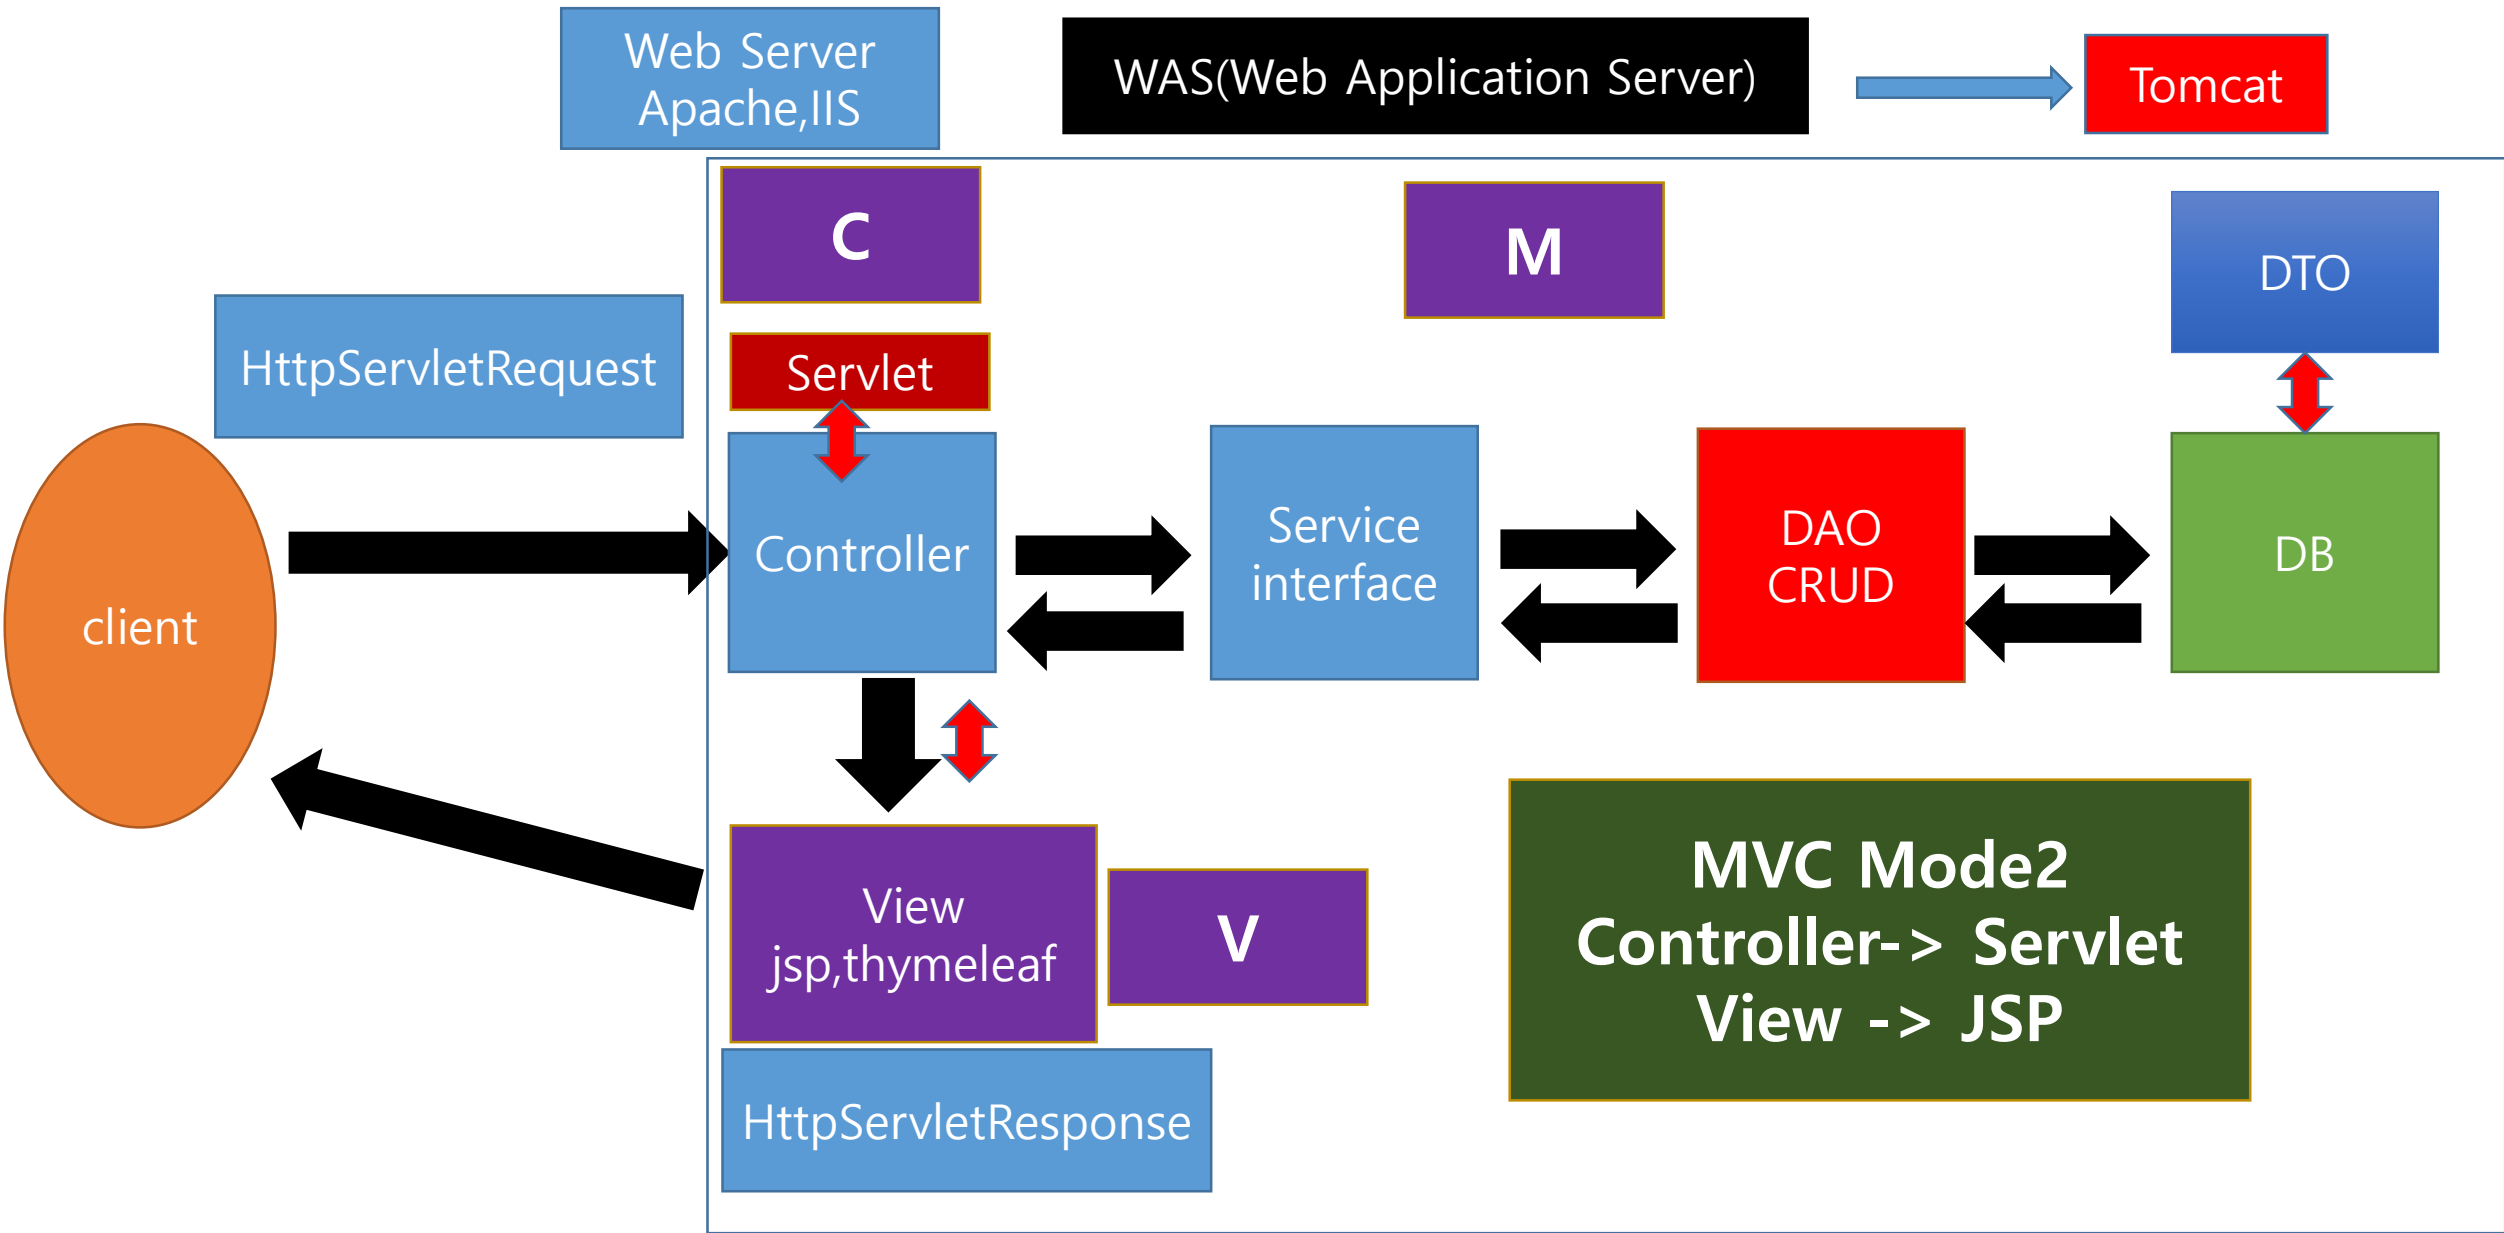 Web Server
Apache,IIS
WAS(Web Application Server)
Tomcat
C
M
DTO
HttpServletRequest
Servlet
client
Controller
Service
interface
DAO
CRUD
DB
View
jsp,thymeleaf
V
MVC Mode2
Controller-> Servlet
View -> JSP
HttpServletResponse